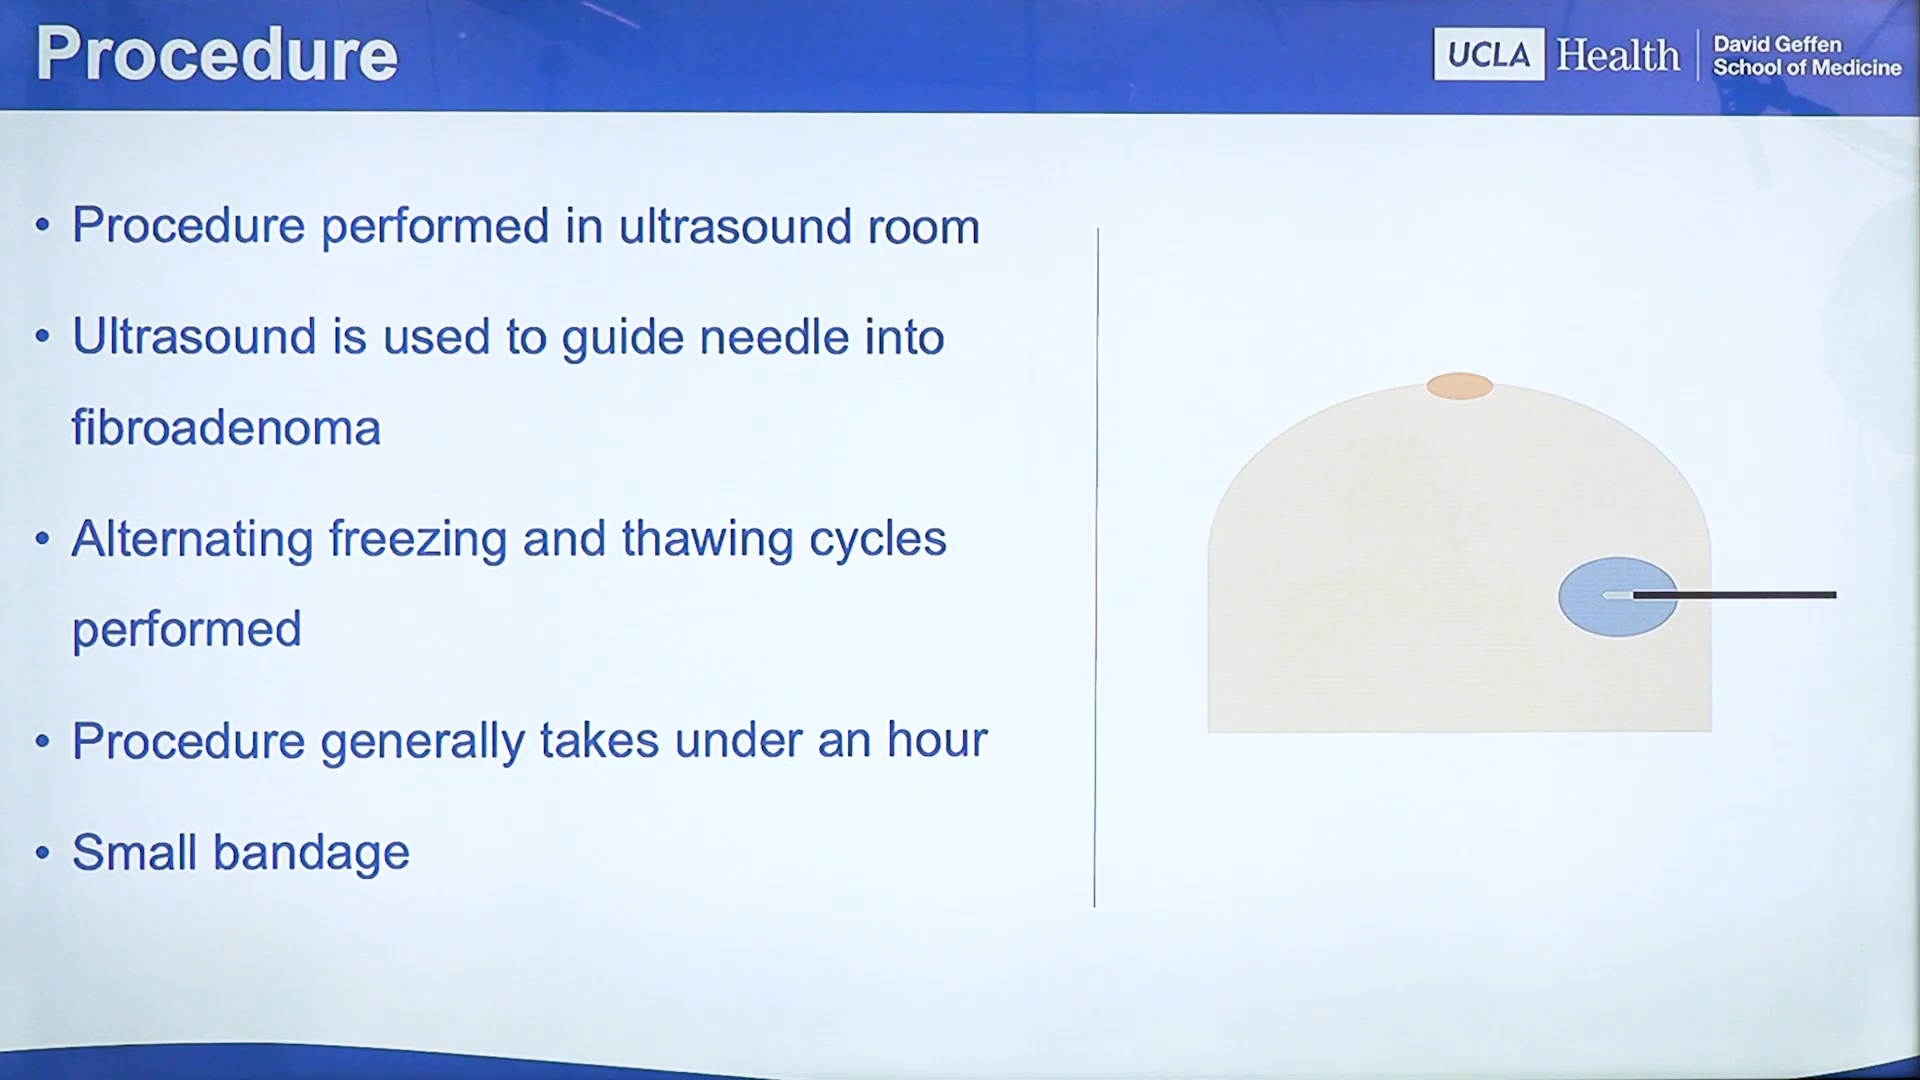 Procedure
UCLA Health
David Geffen
School of Medicine
• Procedure performed in ultrasound room
• Ultrasound is used to guide needle into
fibroadenoma
• Alternating freezing and thawing cycles
performed
• Procedure generally takes under an hour
• Small bandage